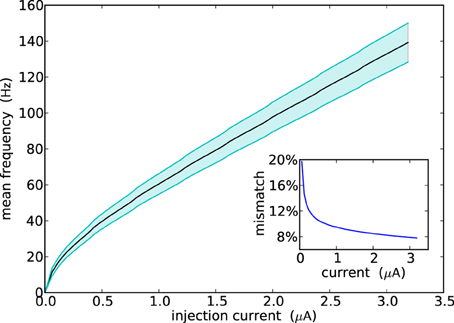 160
140
120
100
80
60
40
20
0
mean frequency (Hz)
0.0 0.5 1.0 1.5 2.0 2.5 3.0 3.5
injection current (μA)
20%
16%
12%
8%
mismatch
0 1 2 3
current (μA)